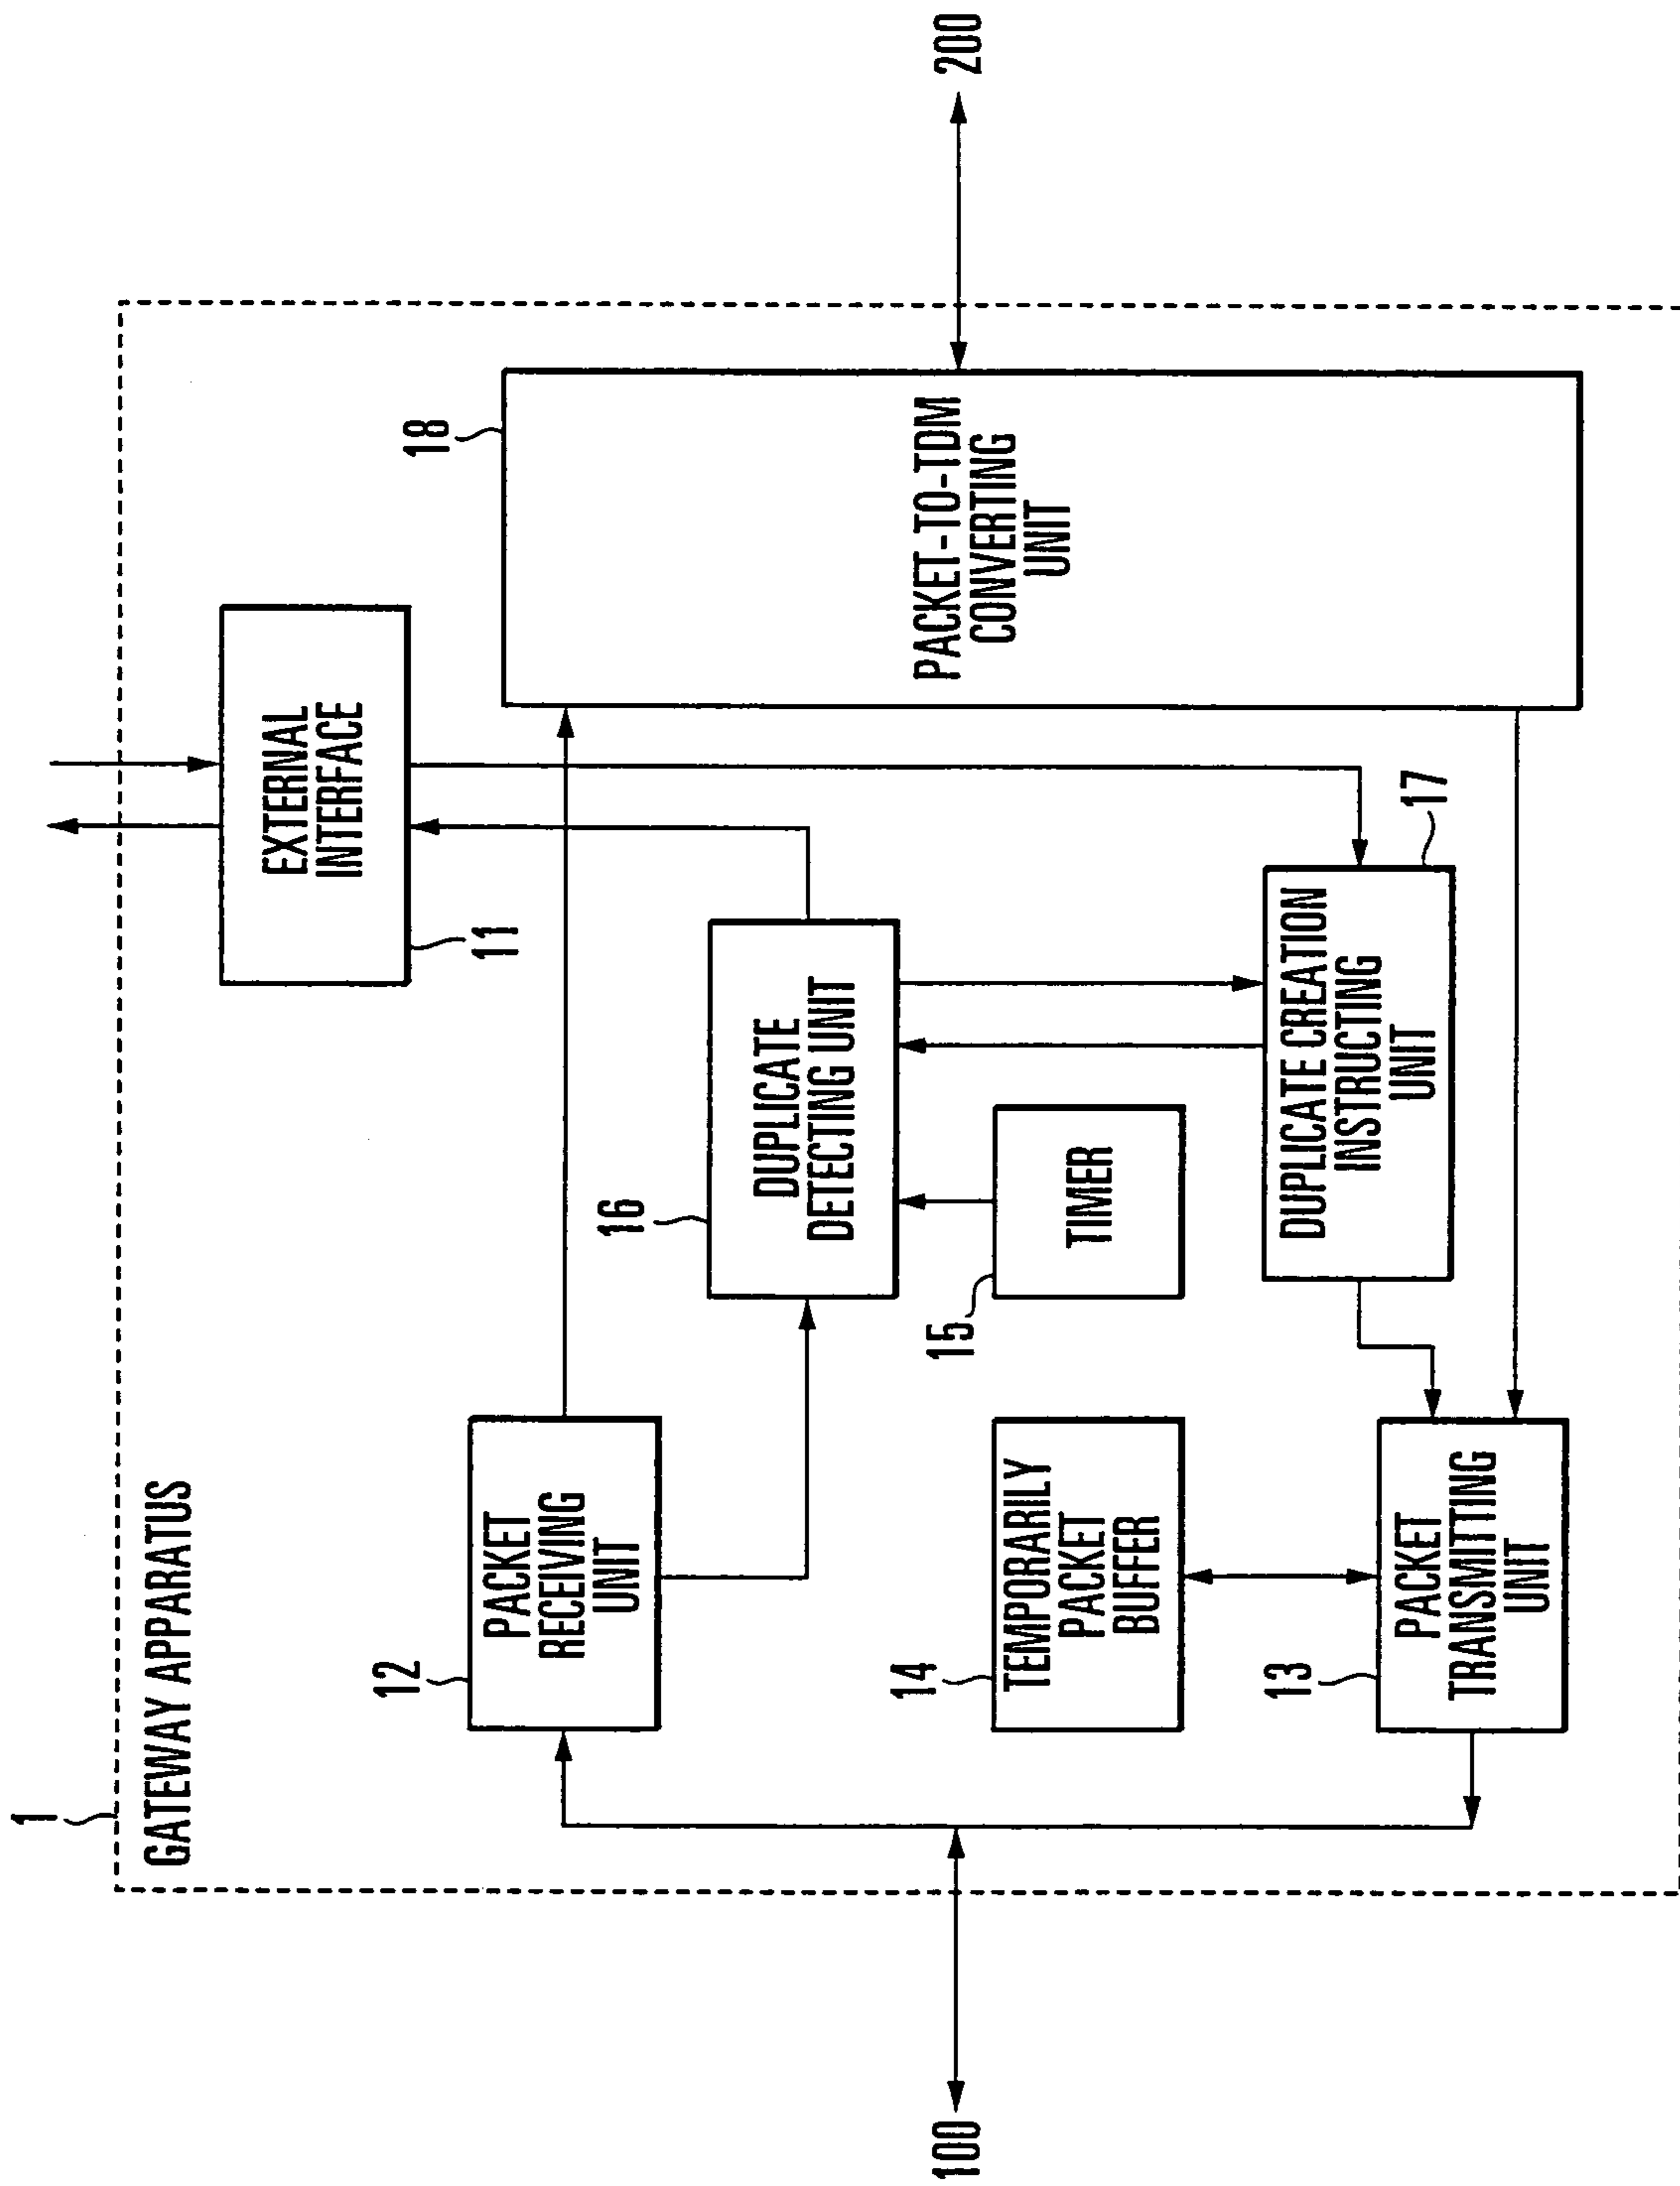 1
GATEWAY APPARATUS
EXTERNAL
INTERFACE
11
12
PACKET
RECEIVING
UNIT
18
PACKET-TO-TDM
CONVERTING
UNIT
16
DUPLICATE
DETECTING UNIT
100
200
14
TEMPORARILY
PACKET
BUFFER
15
TIMER
13
PACKET
TRANSMITTING
UNIT
17
DUPLICATE CREATION
INSTRUCTING
UNIT